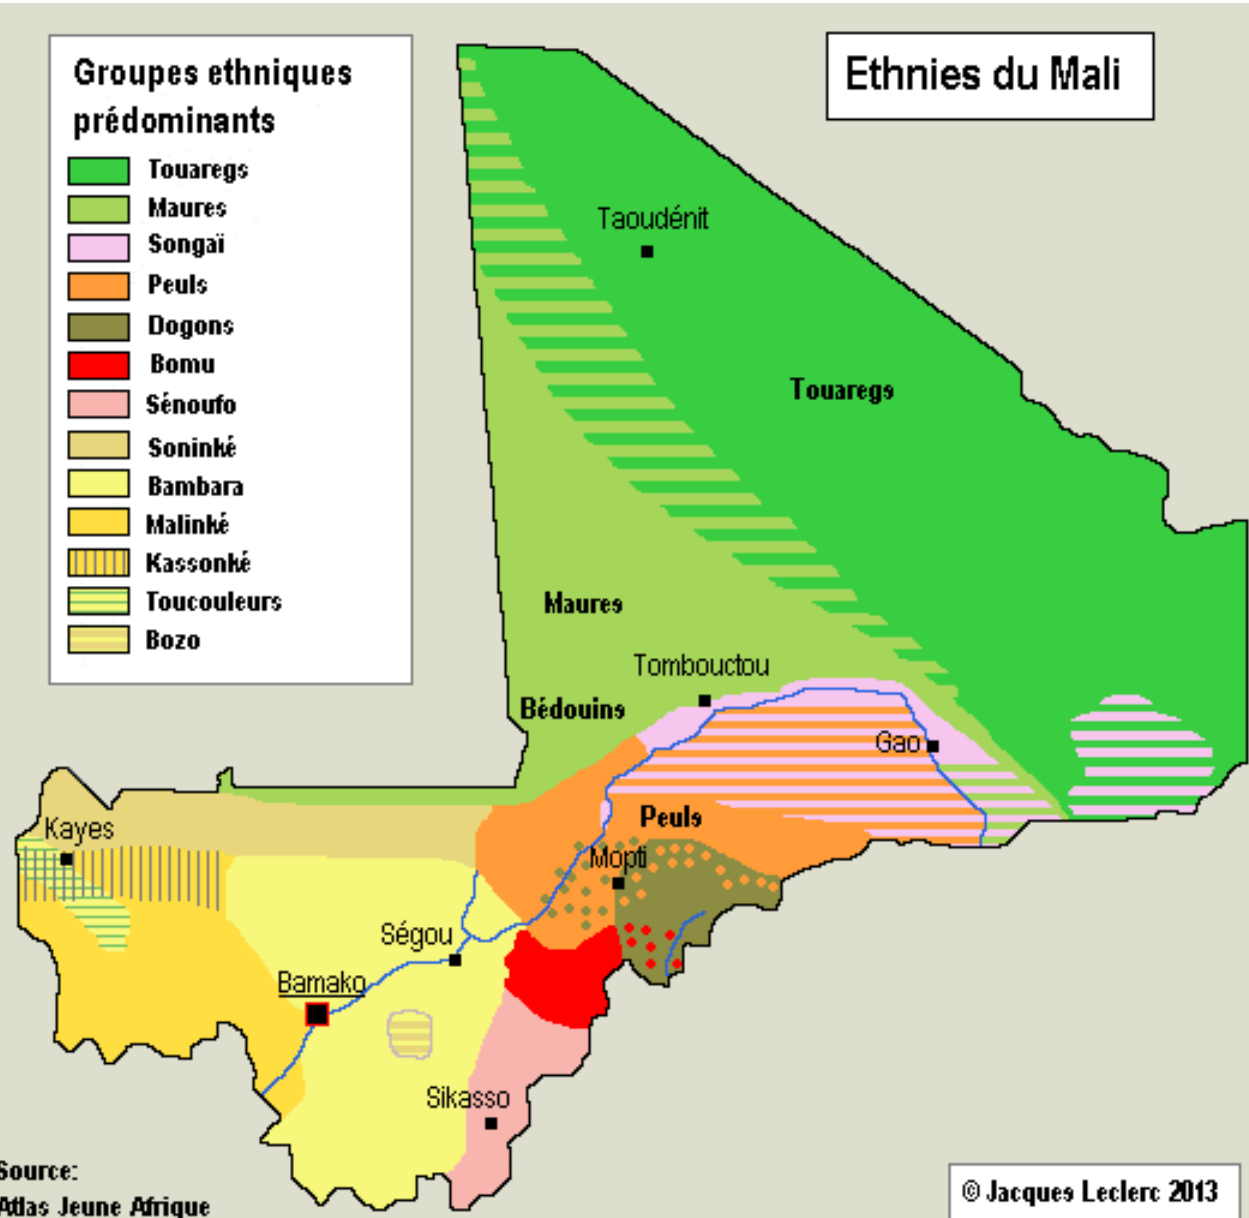 Groupes ethniques
prédominants
Touaregs
Maures
Songaï
Peuls
Dogons
Bomu
Sénoufo
Soninké
Bambara
Malinké
Kassonké
Toucouleurs
Bozo
Ethnies du Mali
Taoudénit
Touaregs
Maures
Tombouctou
Bédouins
Gao
Peuls
Kayes
Mopti
Ségou
Bamako
Sikasso
Source:
Atlas Jeune Afrique
© Jacques Leclerc 2013